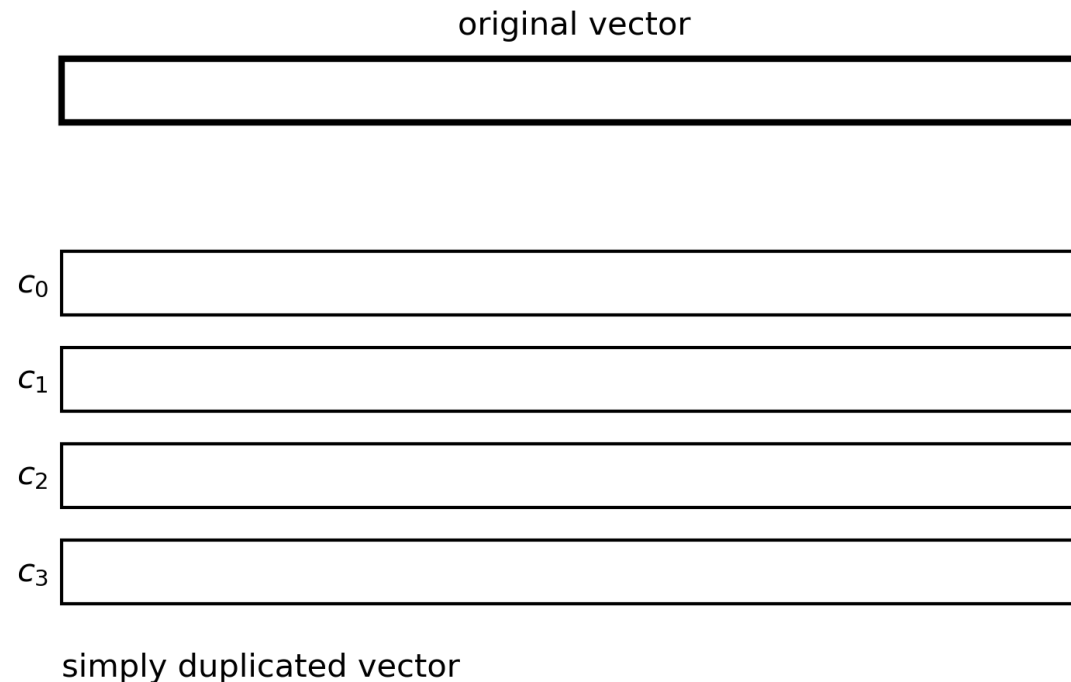 original vector
c₀
c₁
c₂
c₃
simply duplicated vector